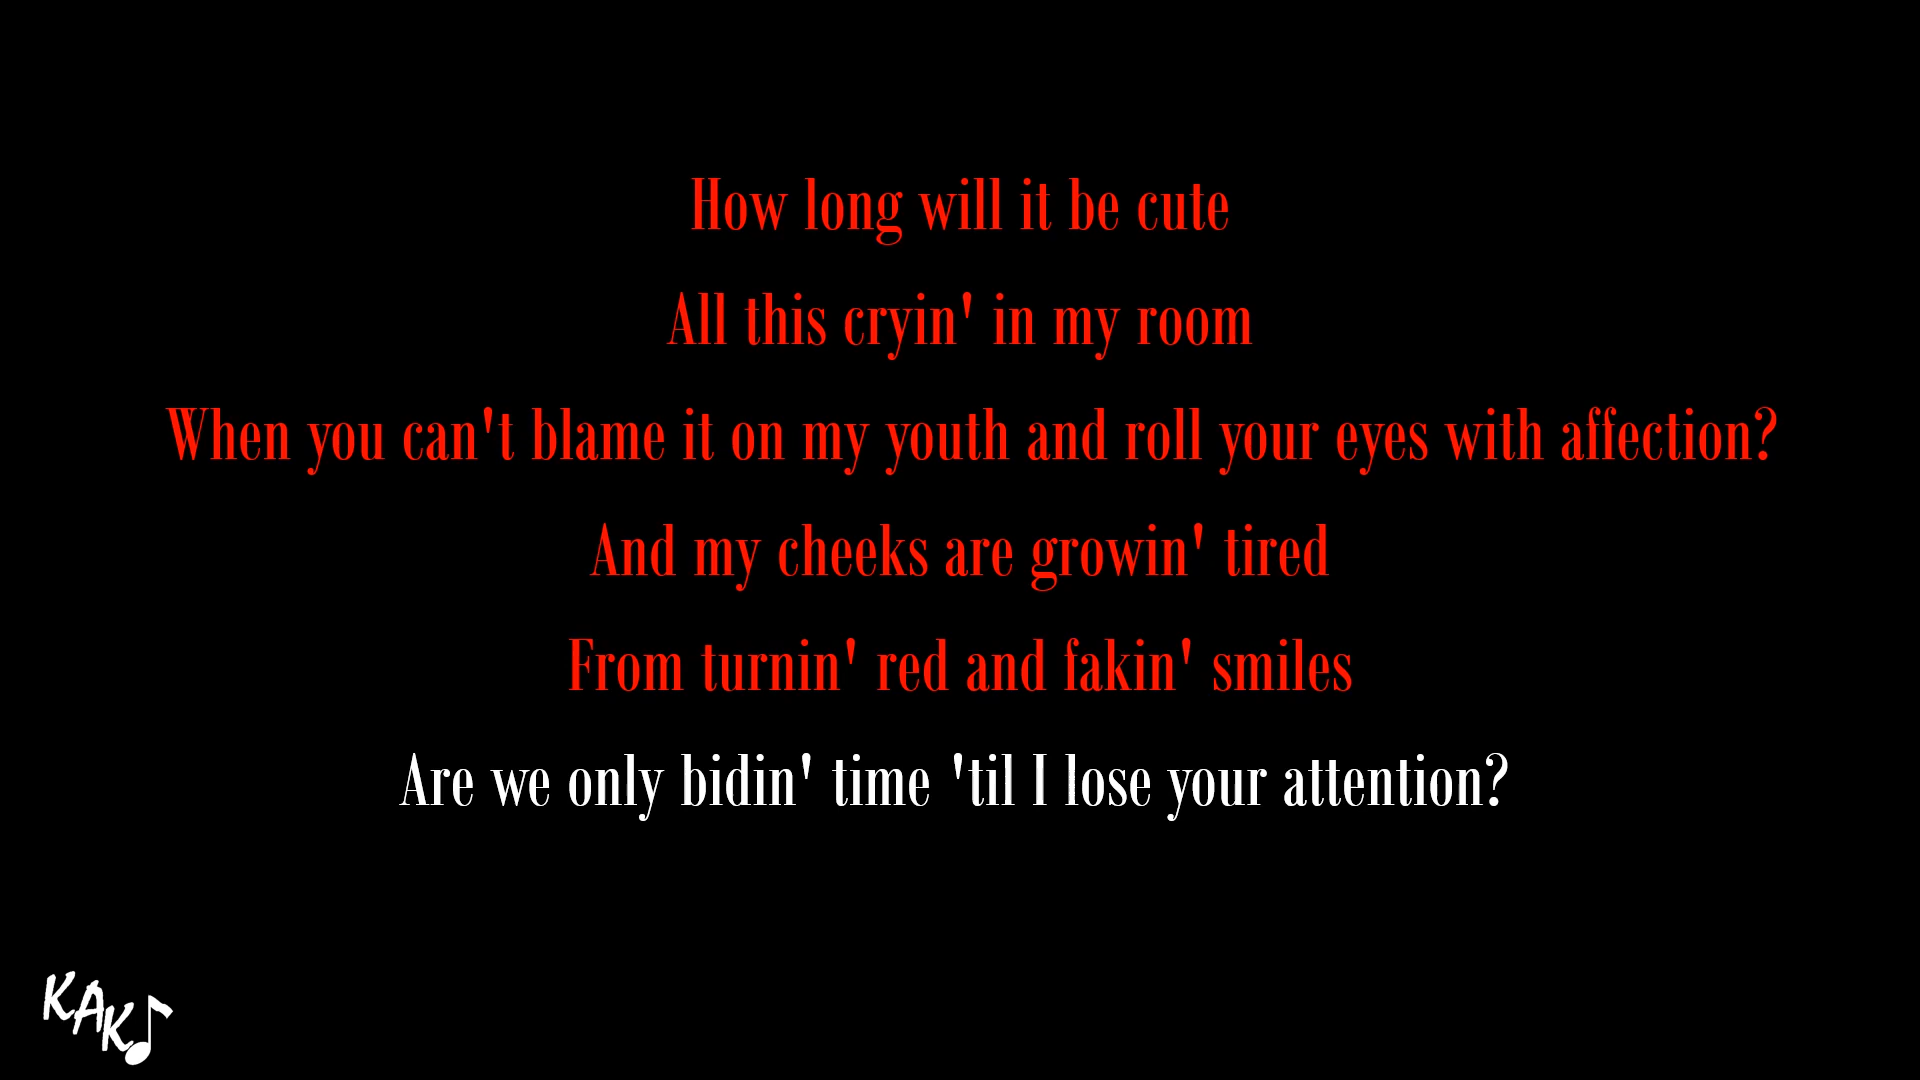 How long will it be cute
All this cryin' in my room
When you can't blame it on my youth and roll your eyes with affection?
And my cheeks are growin' tired
From turnin' red and fakin' smiles
Are we only bidin' time 'til I lose your attention?
KAK